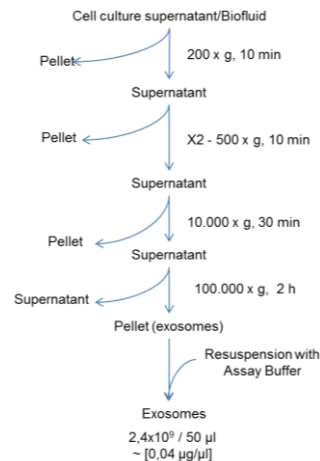 Cell culture supernatant/Biofluid
200 x g, 10 min
Pellet
Supernatant
X2 - 500 x g, 10 min
Pellet
Supernatant
10.000 x g, 30 min
Pellet
Supernatant
100.000 x g, 2 h
Supernatant
Pellet (exosomes)
Resuspension with
Assay Buffer
Exosomes
2,4x10⁹ / 50 µl
~ [0,04 µg/µl]